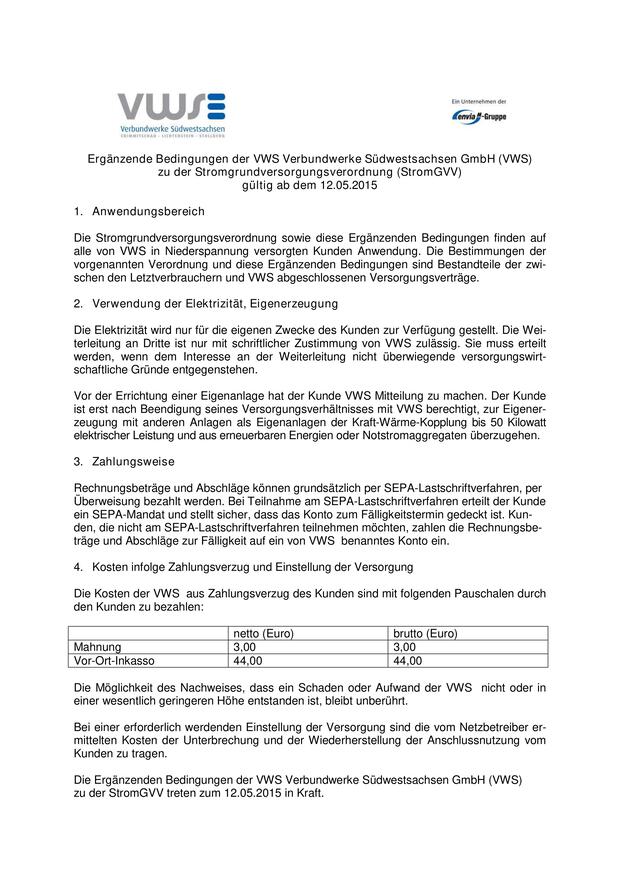 VWS
Verbundwerke Südwestsachsen
CRIMMITSCHAU - LICHTENSTEIN - STOLLBERG
Ein Unternehmen der
enviaM-Gruppe
Ergänzende Bedingungen der VWS Verbundwerke Südwestsachsen GmbH (VWS)
zu der Stromgrundversorgungsverordnung (StromGVV)
gültig ab dem 12.05.2015
1. Anwendungsbereich
Die Stromgrundversorgungsverordnung sowie diese Ergänzenden Bedingungen finden auf
alle von VWS in Niederspannung versorgten Kunden Anwendung. Die Bestimmungen der
vorgenannten Verordnung und diese Ergänzenden Bedingungen sind Bestandteile der zwi-
schen den Letztverbrauchern und VWS abgeschlossenen Versorgungsverträge.
2. Verwendung der Elektrizität, Eigenerzeugung
Die Elektrizität wird nur für die eigenen Zwecke des Kunden zur Verfügung gestellt. Die Wei-
terleitung an Dritte ist nur mit schriftlicher Zustimmung von VWS zulässig. Sie muss erteilt
werden, wenn dem Interesse an der Weiterleitung nicht überwiegende versorgungswirt-
schaftliche Gründe entgegenstehen.
Vor der Errichtung einer Eigenanlage hat der Kunde VWS Mitteilung zu machen. Der Kunde
ist erst nach Beendigung seines Versorgungsverhältnisses mit VWS berechtigt, zur Eigener-
zeugung mit anderen Anlagen als Eigenanlagen der Kraft-Wärme-Kopplung bis 50 Kilowatt
elektrischer Leistung und aus erneuerbaren Energien oder Notstromaggregaten überzugehen.
3. Zahlungsweise
Rechnungsbeträge und Abschläge können grundsätzlich per SEPA-Lastschriftverfahren, per
Überweisung bezahlt werden. Bei Teilnahme am SEPA-Lastschriftverfahren erteilt der Kunde
ein SEPA-Mandat und stellt sicher, dass das Konto zum Fälligkeitstermin gedeckt ist. Kun-
den, die nicht am SEPA-Lastschriftverfahren teilnehmen möchten, zahlen die Rechnungsbe-
träge und Abschläge zur Fälligkeit auf ein von VWS benanntes Konto ein.
4. Kosten infolge Zahlungsverzug und Einstellung der Versorgung
Die Kosten der VWS aus Zahlungsverzug des Kunden sind mit folgenden Pauschalen durch
den Kunden zu bezahlen:
netto (Euro) brutto (Euro)
Mahnung 3,00 3,00
Vor-Ort-Inkasso 44,00 44,00
Die Möglichkeit des Nachweises, dass ein Schaden oder Aufwand der VWS nicht oder in
einer wesentlich geringeren Höhe entstanden ist, bleibt unberührt.
Bei einer erforderlich werdenden Einstellung der Versorgung sind die vom Netzbetreiber er-
mittelten Kosten der Unterbrechung und der Wiederherstellung der Anschlussnutzung vom
Kunden zu tragen.
Die Ergänzenden Bedingungen der VWS Verbundwerke Südwestsachsen GmbH (VWS)
zu der StromGVV treten zum 12.05.2015 in Kraft.